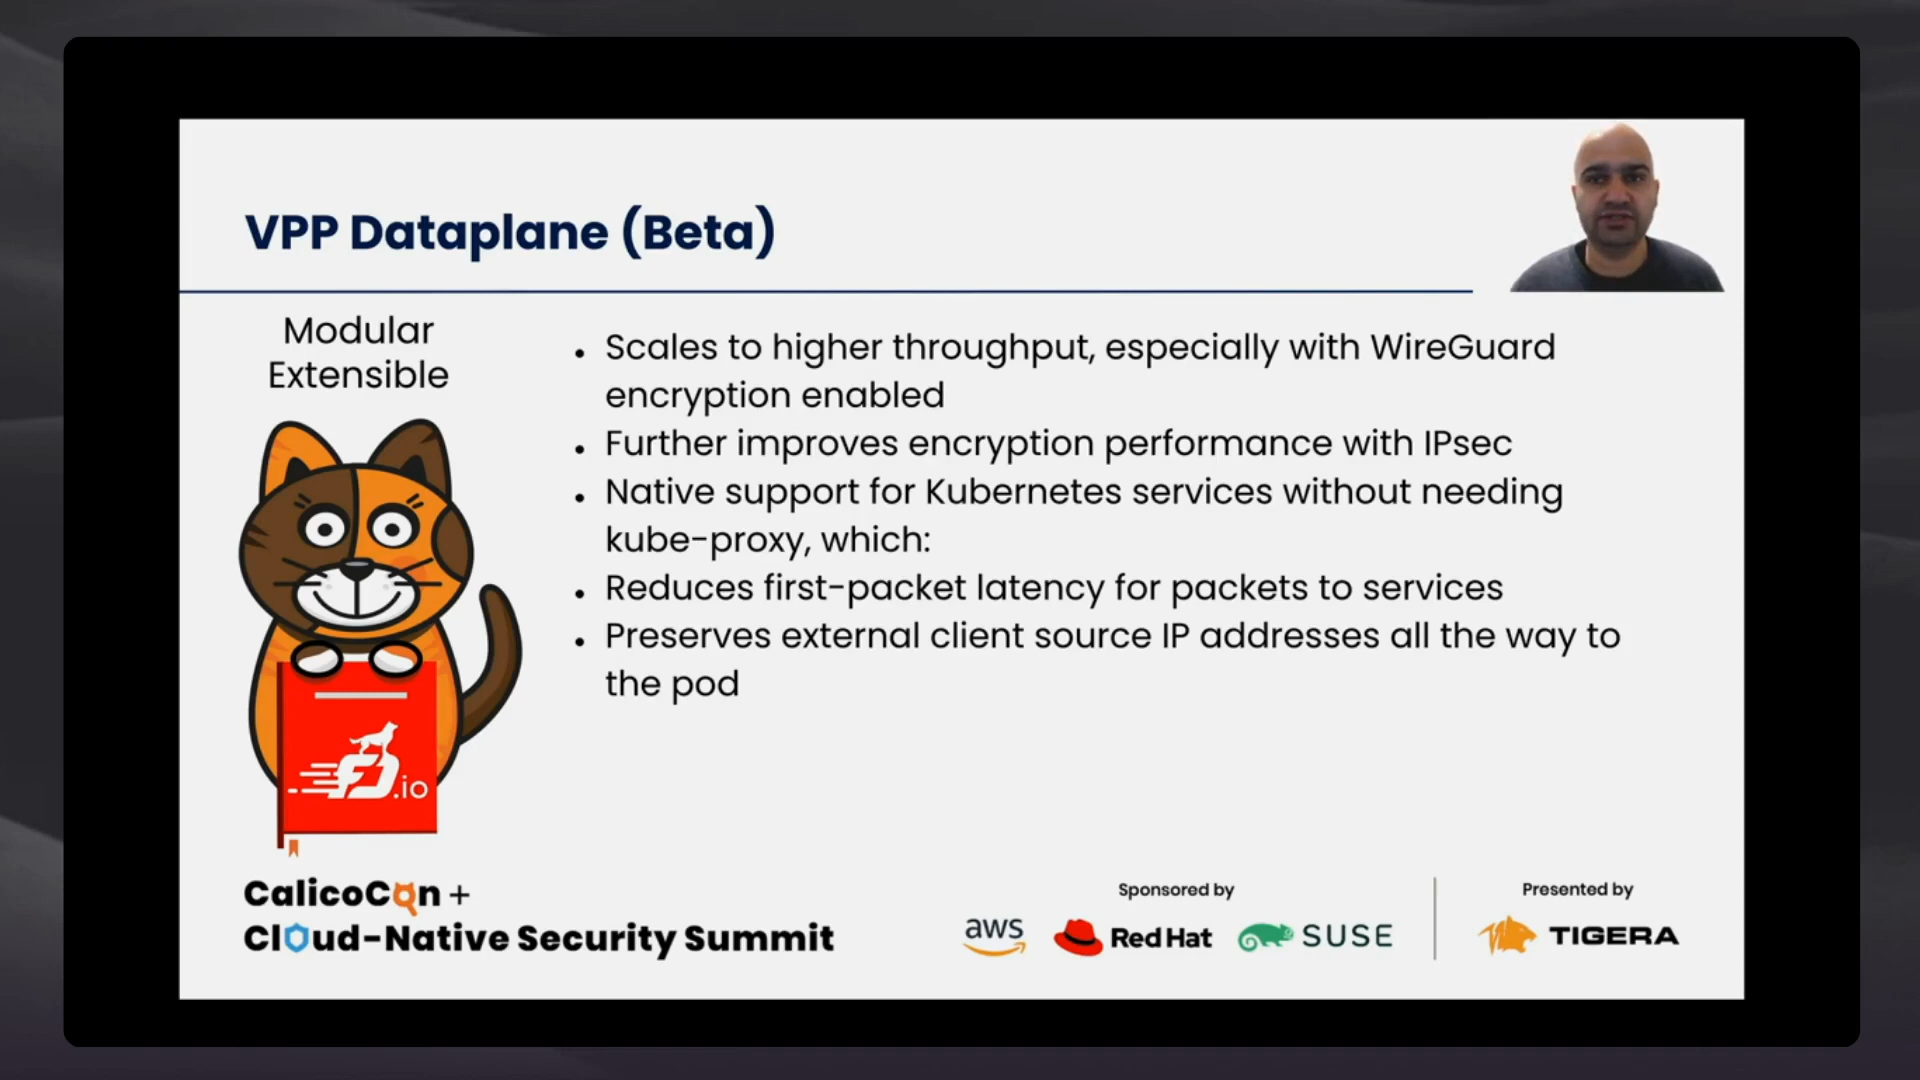 VPP Dataplane (Beta)
Modular
Extensible
• Scales to higher throughput, especially with WireGuard
encryption enabled
• Further improves encryption performance with IPsec
• Native support for Kubernetes services without needing
kube-proxy, which:
• Reduces first-packet latency for packets to services
• Preserves external client source IP addresses all the way to
the pod
FD.io
CalicoCon +
Cloud-Native Security Summit
Sponsored by
aws
Red Hat
SUSE
Presented by
TIGERA